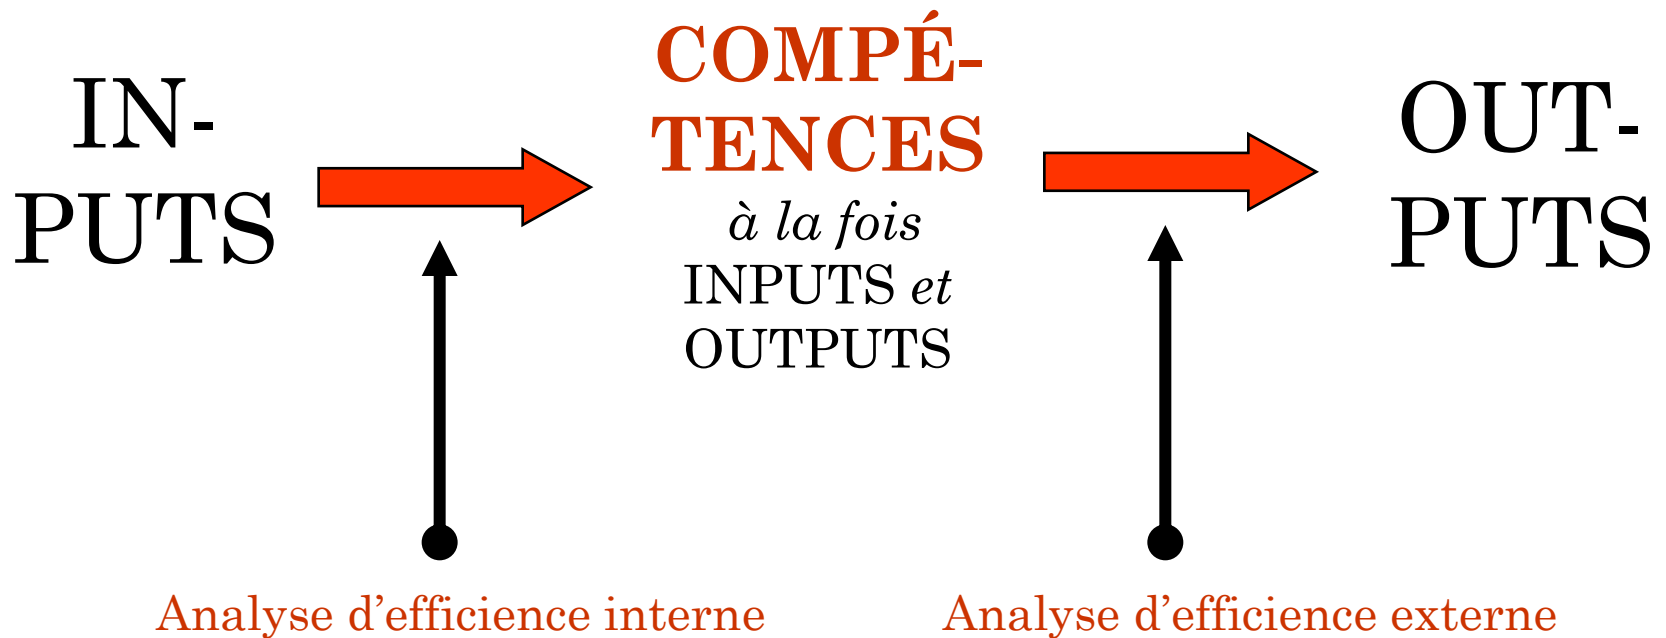 IN-
PUTS
COMPÉ-
TENCES
à la fois
INPUTS et
OUTPUTS
OUT-
PUTS
Analyse d’efficience interne
Analyse d’efficience externe